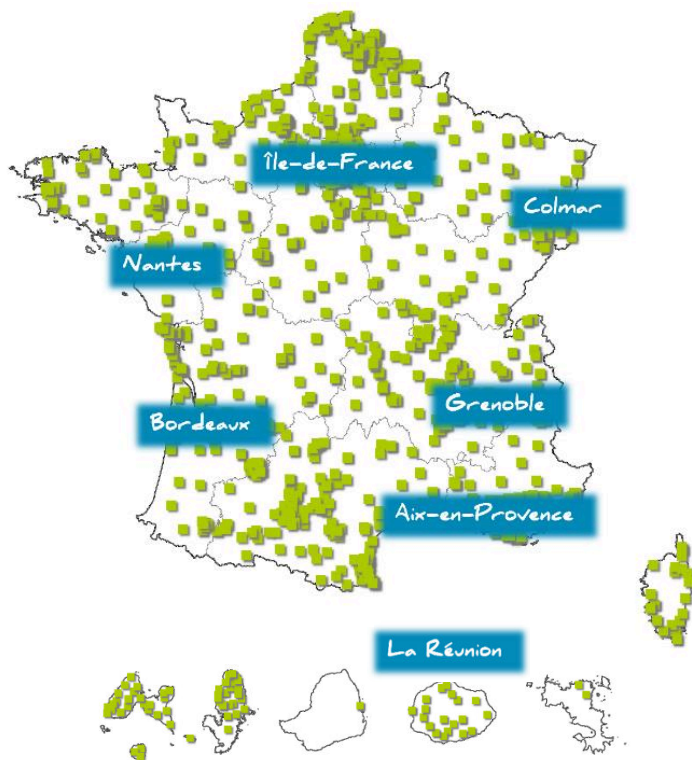 Île-de-France
Colmar
Nantes
Grenoble
Bordeaux
Aix-en-Provence
La Réunion